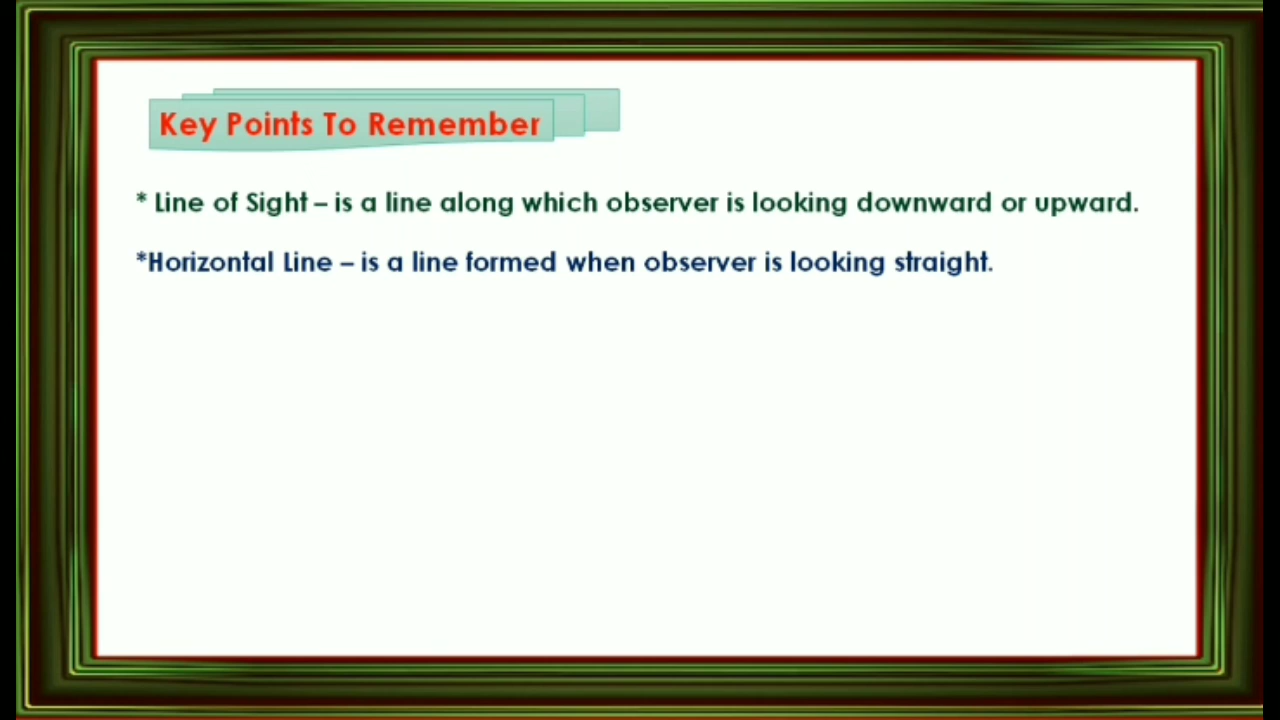 Key Points To Remember
* Line of Sight – is a line along which observer is looking downward or upward.
*Horizontal Line – is a line formed when observer is looking straight.